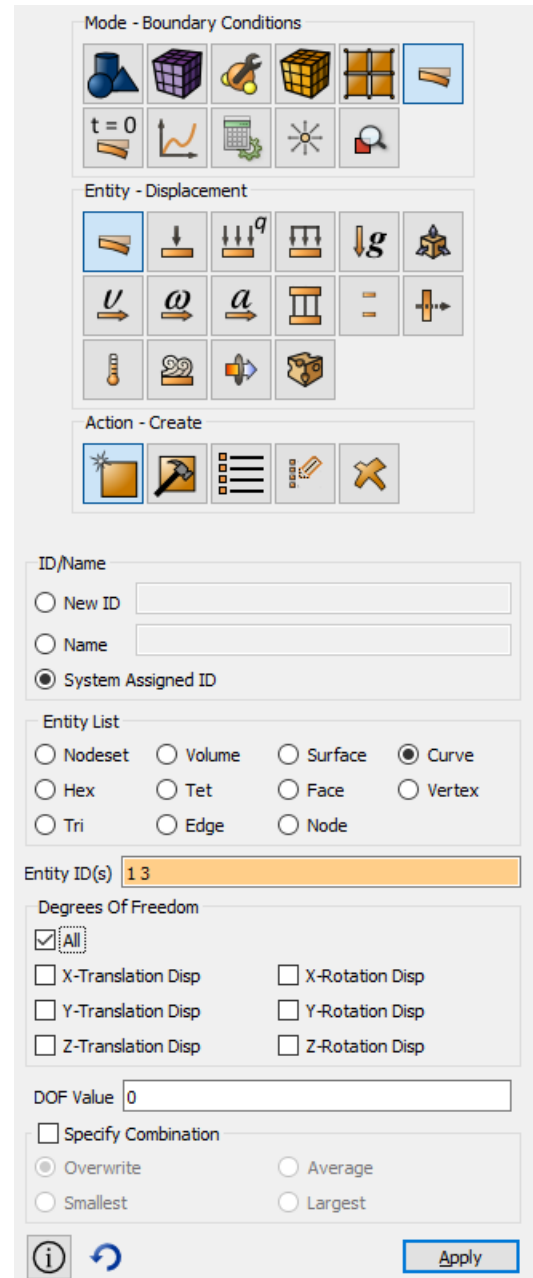 Mode - Boundary Conditions
t = 0
Entity - Displacement
q
g
υ ω a
Action - Create
ID/Name
New ID
Name
System Assigned ID
Entity List
Nodeset Volume Surface Curve
Hex Tet Face Vertex
Tri Edge Node
Entity ID(s) 1 3
Degrees Of Freedom
All
X-Translation Disp X-Rotation Disp
Y-Translation Disp Y-Rotation Disp
Z-Translation Disp Z-Rotation Disp
DOF Value 0
Specify Combination
Overwrite Average
Smallest Largest
i Apply